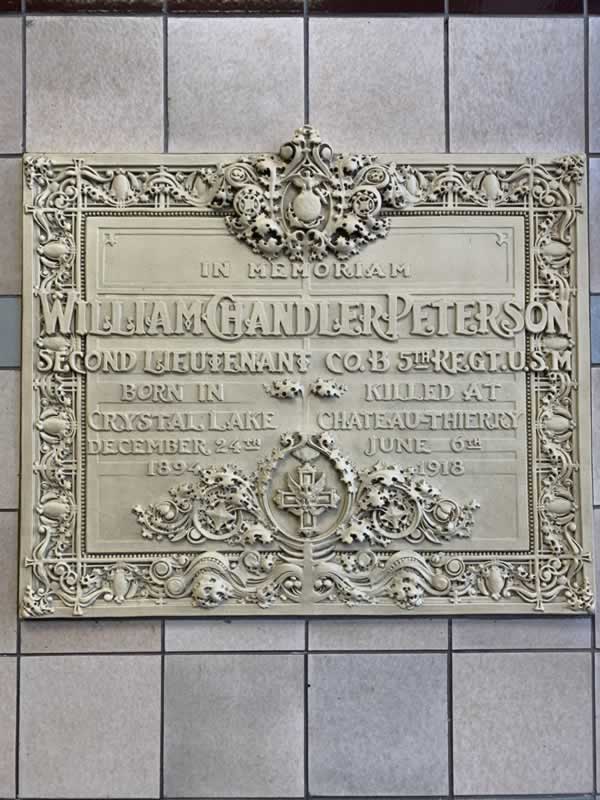 IN MEMORIAM
WILLIAM CHANDLER PETERSON
SECOND LIEUTENANT CO. B 5TH REGT. U.S.M
BORN IN
CRYSTAL LAKE
DECEMBER 24TH
1894
KILLED AT
CHATEAU-THIERRY
JUNE 6TH
1918